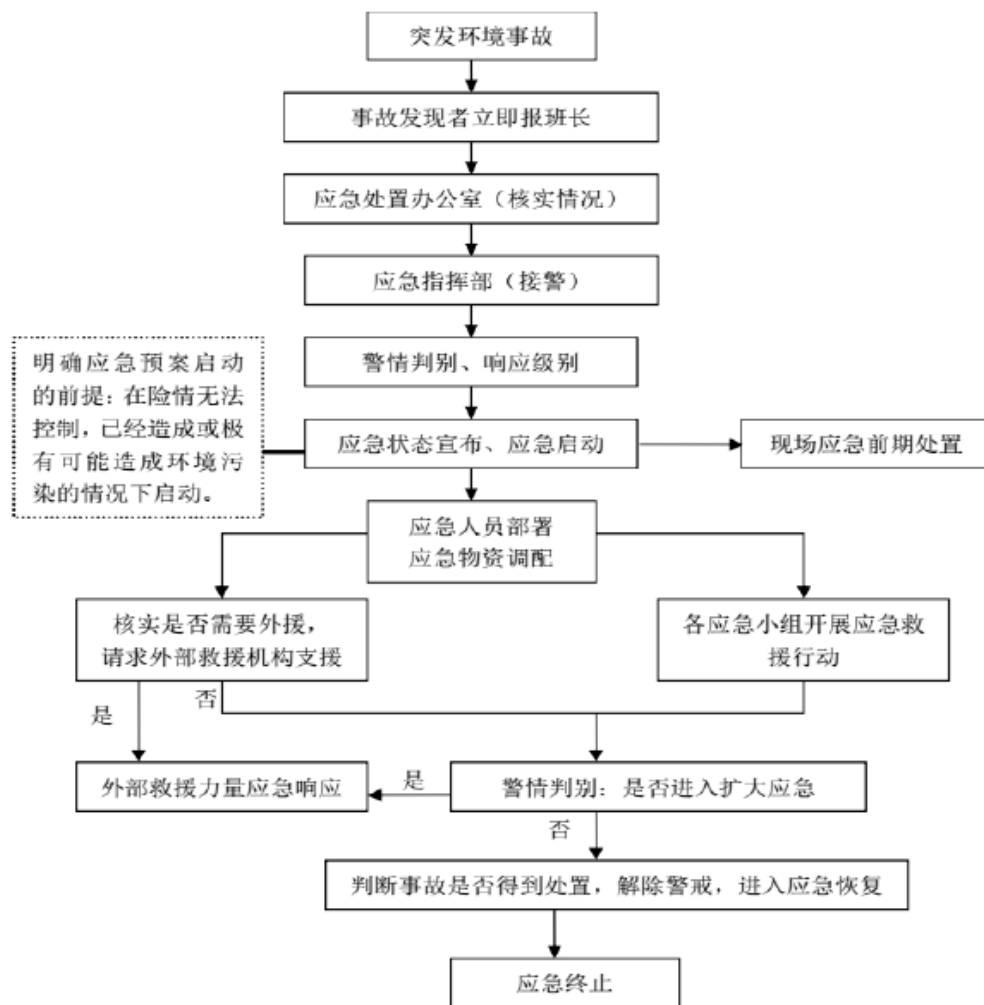 突发环境事故
事故发现者立即报班长
应急处置办公室（核实情况）
应急指挥部（接警）
警情判别、响应级别
明确应急预案启动
的前提：在险情无法
控制，已经造成或极
有可能造成环境污
染的情况下启动。
应急状态宣布、应急启动
现场应急前期处置
应急人员部署
应急物资调配
核实是否需要外援，
请求外部救援机构支援
各应急小组开展应急救
援行动
是
否
外部救援力量应急响应
是
警情判别：是否进入扩大应急
否
判断事故是否得到处置，解除警戒，进入应急恢复
应急终止